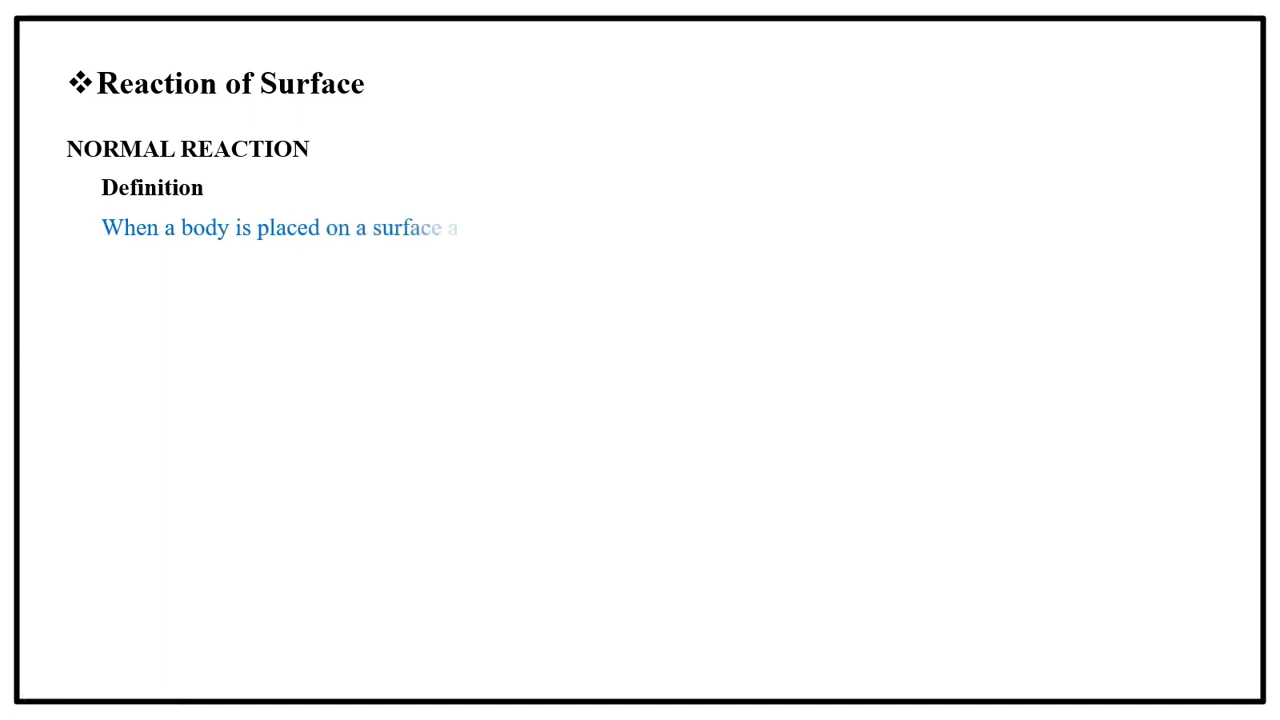 ❖Reaction of Surface
NORMAL REACTION
Definition
When a body is placed on a surface a